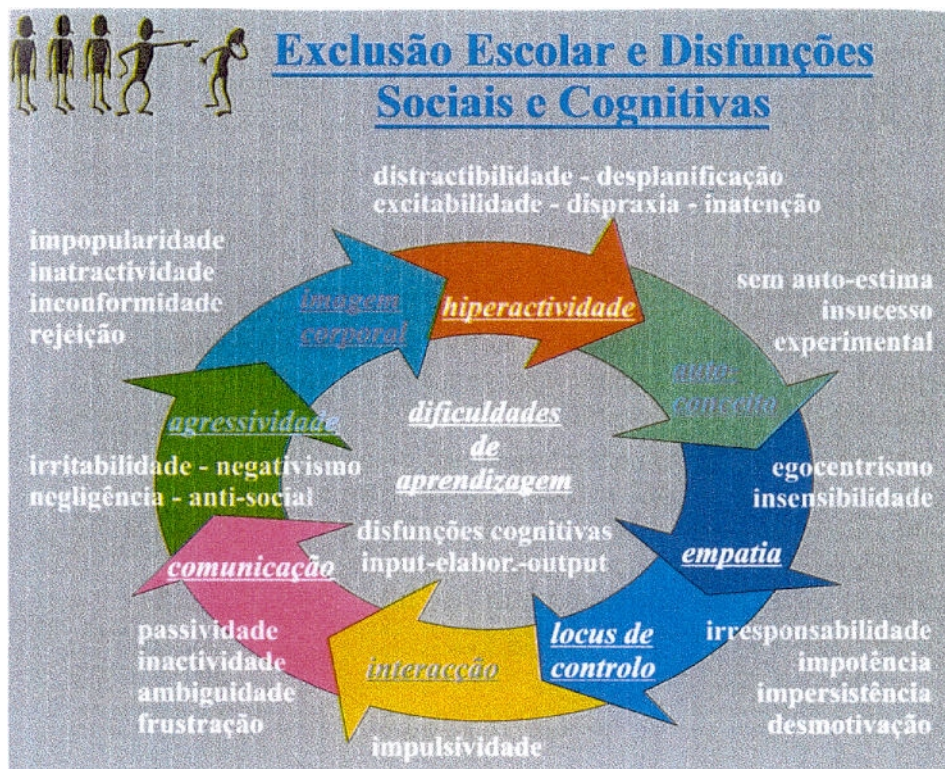 Exclusão Escolar e Disfunções
Sociais e Cognitivas
distractibilidade - desplanificação
excitabilidade - dispraxia - inatenção
impopularidade
inatractividade
inconformidade
rejeição
imagem
corporal
hiperactividade
sem auto-estima
insucesso
experimental
auto-
conceito
agressividade
dificuldades
de
aprendizagem
irritabilidade - negativismo
negligência - anti-social
egocentrismo
insensibilidade
disfunções cognitivas
input-elabor.-output
comunicação
empatia
passividade
inactividade
ambiguidade
frustração
interacção
locus de
controlo
irresponsabilidade
impotência
impersistência
desmotivação
impulsividade